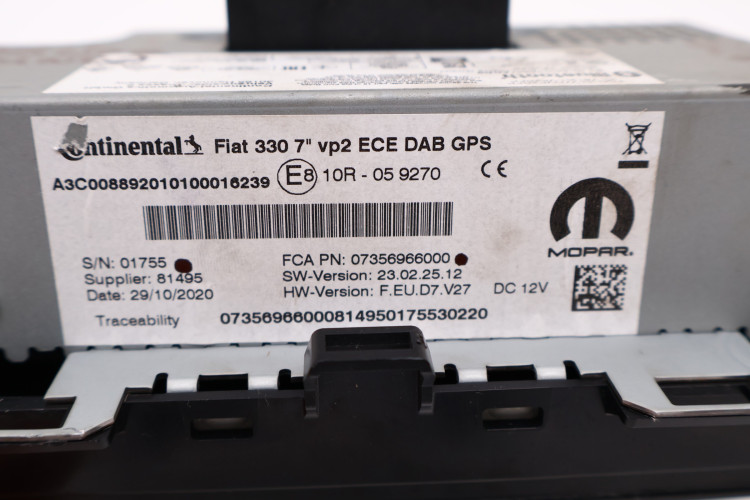 Bluetooth
Continental Fiat 330 7" vp2 ECE DAB GPS
A3C008892010100016239 E8 10R - 05 9270 CE
S/N: 01755
Supplier: 81495
Date: 29/10/2020
FCA PN: 07356966000
SW-Version: 23.02.25.12
HW-Version: F.EU.D7.V27 DC 12V
MOPAR.
Traceability 07356966000814950175530220